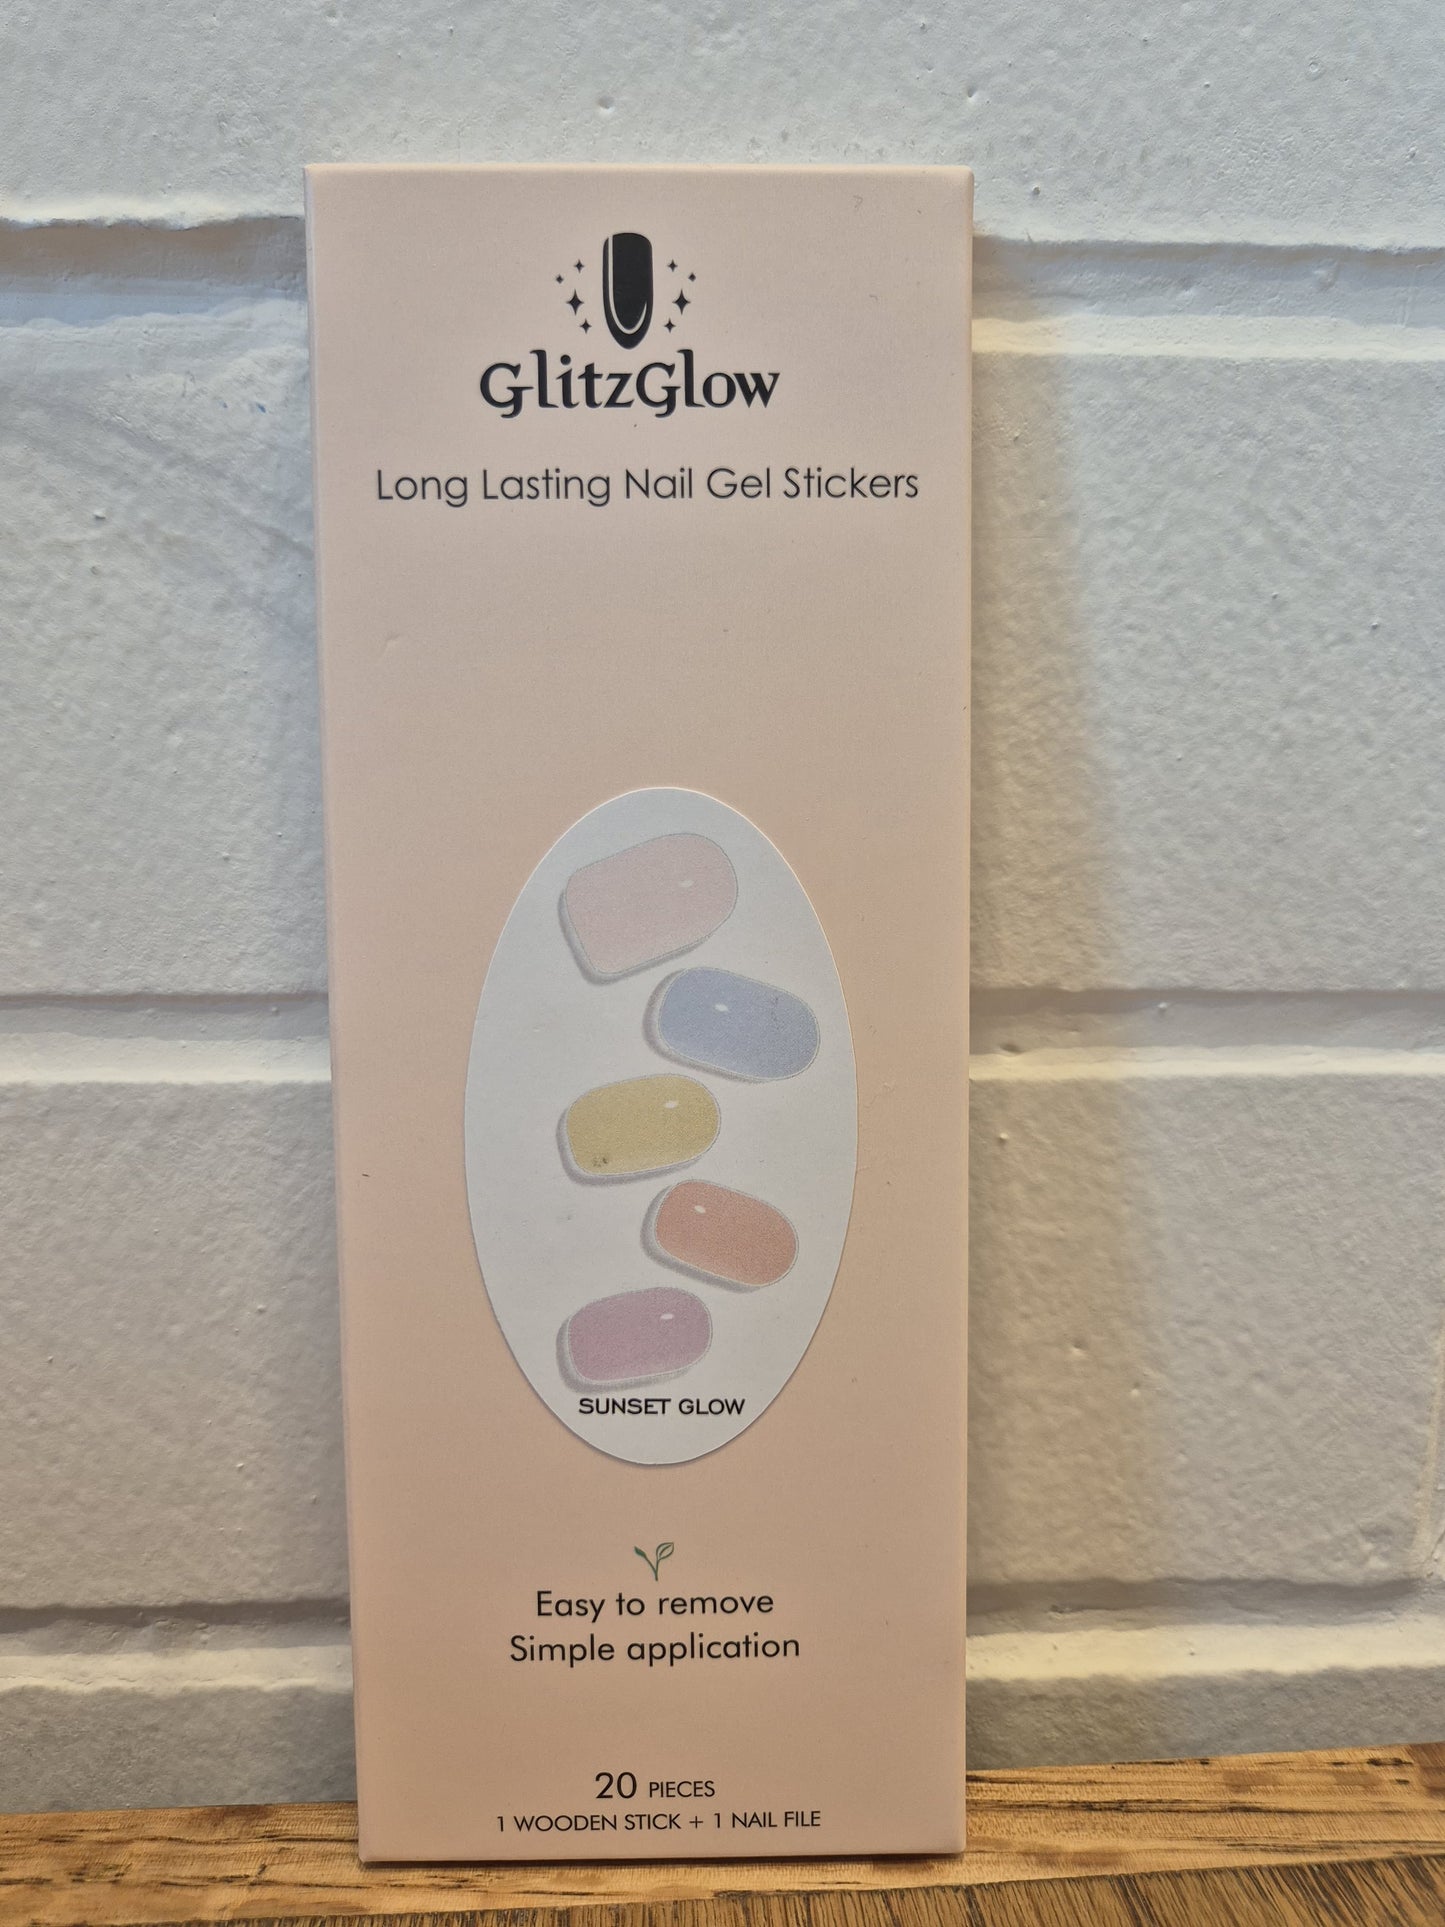 GlitzGlow
Long Lasting Nail Gel Stickers
SUNSET GLOW
Easy to remove
Simple application
20 PIECES
1 WOODEN STICK + 1 NAIL FILE